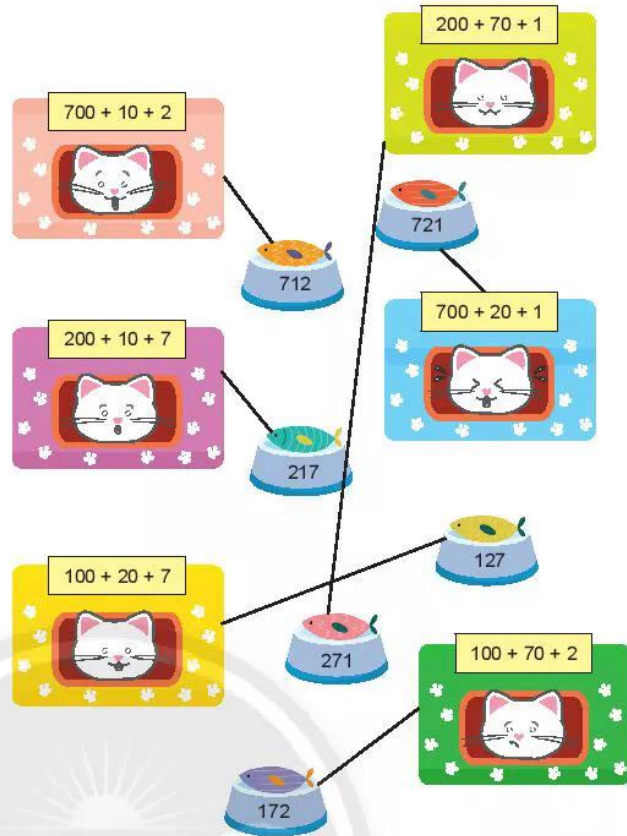 200 + 70 + 1
700 + 10 + 2
721
712
700 + 20 + 1
200 + 10 + 7
217
127
100 + 20 + 7
271
100 + 70 + 2
172